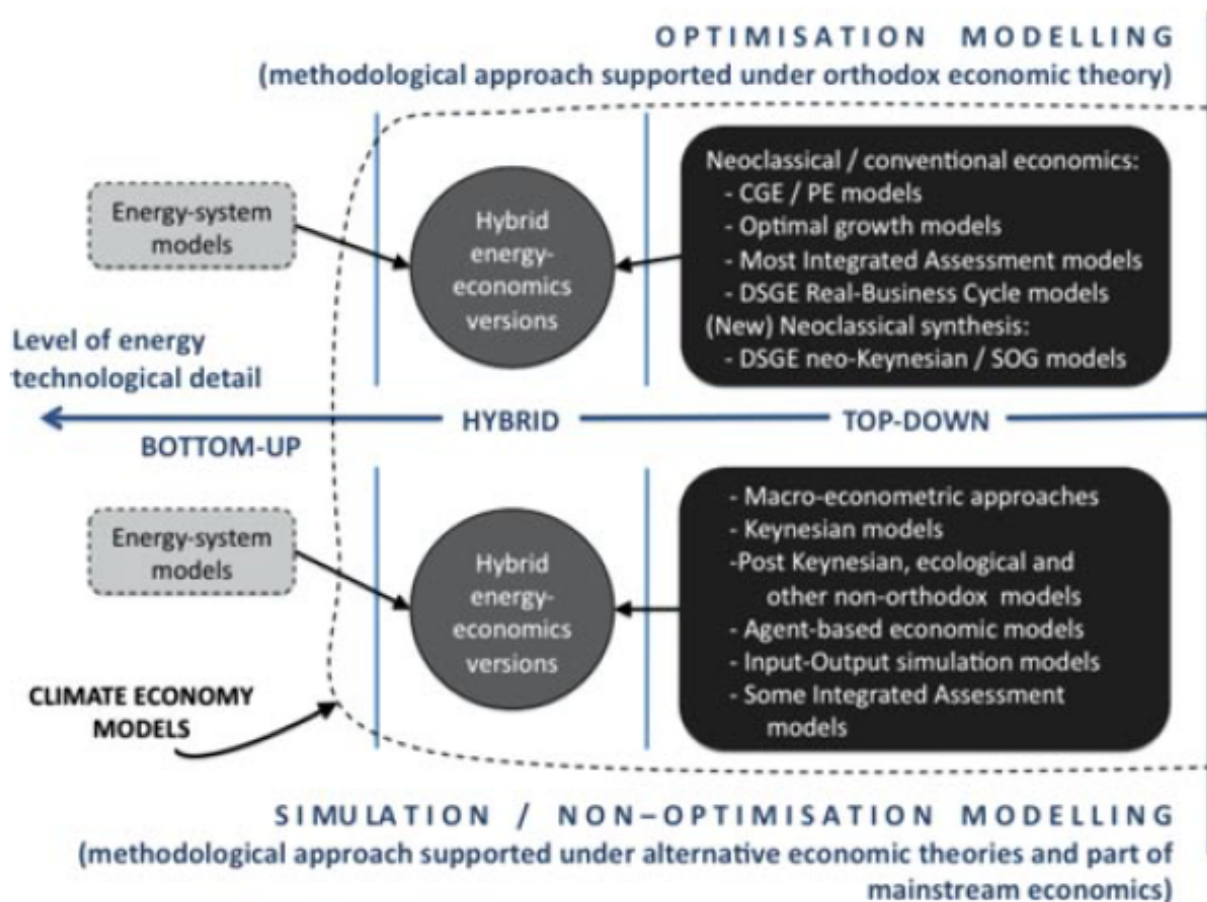 OPTIMISATION MODELLING
(methodological approach supported under orthodox economic theory)
Energy-system
models
Hybrid
energy-
economics
versions
Neoclassical / conventional economics:
- CGE / PE models
- Optimal growth models
- Most Integrated Assessment models
- DSGE Real-Business Cycle models
(New) Neoclassical synthesis:
- DSGE neo-Keynesian / SOG models
Level of energy
technological detail
BOTTOM-UP
HYBRID
TOP-DOWN
Energy-system
models
Hybrid
energy-
economics
versions
- Macro-econometric approaches
- Keynesian models
-Post Keynesian, ecological and
other non-orthodox models
- Agent-based economic models
- Input-Output simulation models
- Some Integrated Assessment
models
CLIMATE ECONOMY
MODELS
SIMULATION / NON-OPTIMISATION MODELLING
(methodological approach supported under alternative economic theories and part of
mainstream economics)